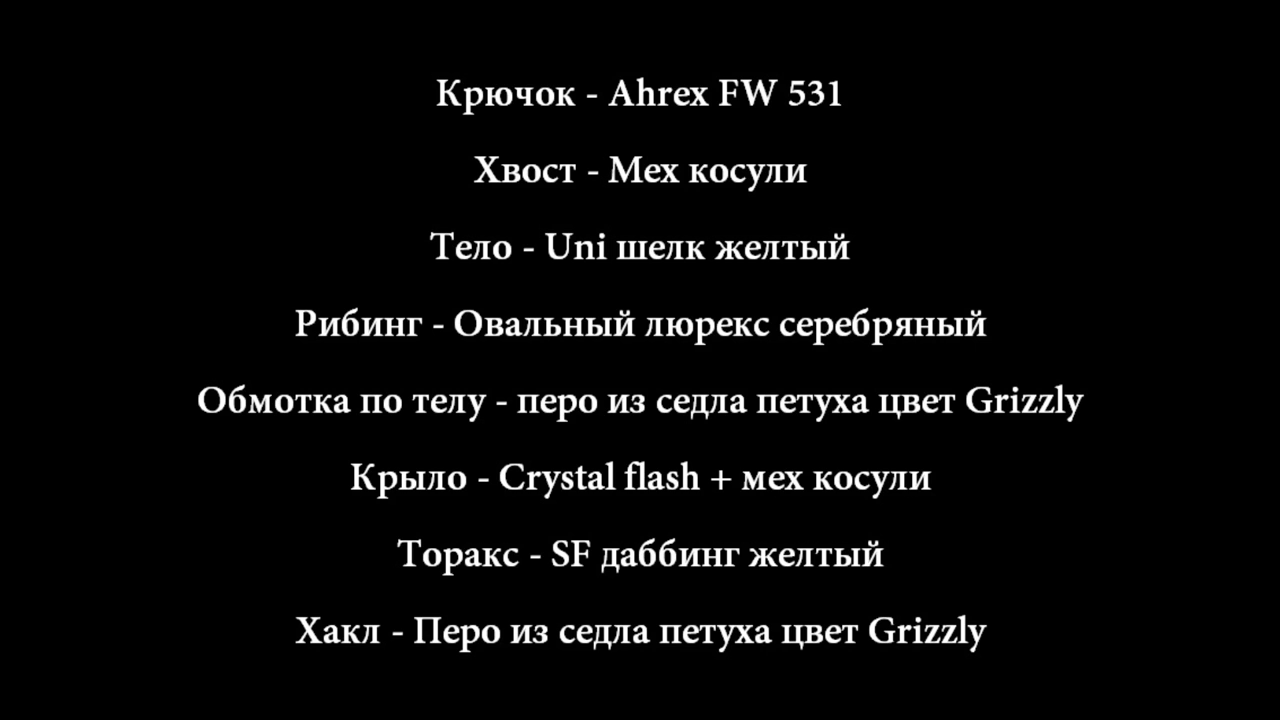 Крючок - Ahrex FW 531
Хвост - Мех косули
Тело - Uni шелк желтый
Рибинг - Овальный люрекс серебряный
Обмотка по телу - перо из седла петуха цвет Grizzly
Крыло - Crystal flash + мех косули
Торакс - SF даббинг желтый
Хакл - Перо из седла петуха цвет Grizzly